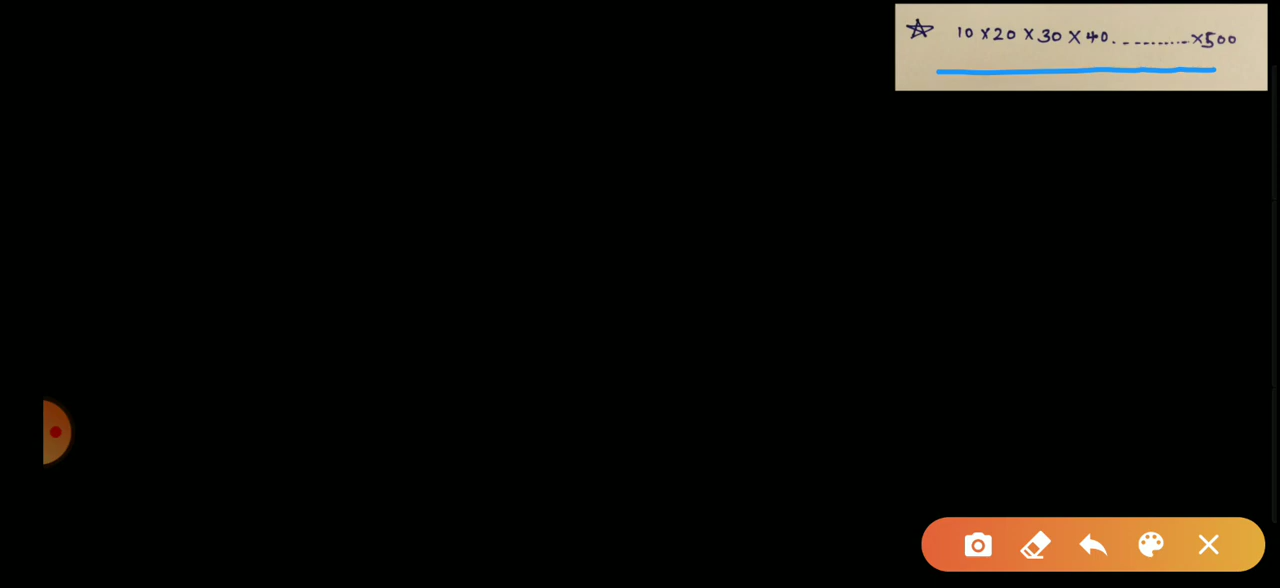 ☆ 10 × 20 × 30 × 40. ........... × 500